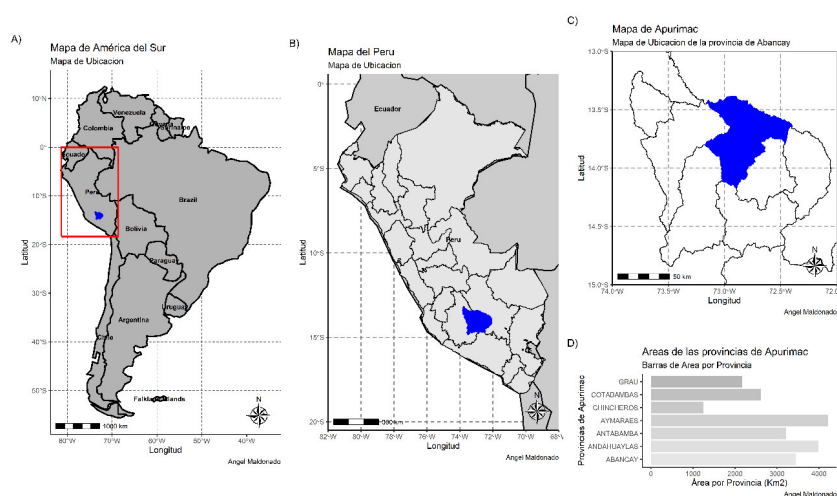 A)
Mapa de América del Sur
Mapa de Ubicacion
Latitud
10°N
0°
10°S
20°S
30°S
40°S
50°S
Venezuela
Colombia
Ecuador
Peru
Brazil
Bolivia
Paraguay
Uruguay
Argentina
Chile
Falkland Islands
N
1000 km
80°W
70°W
60°W
50°W
40°W
Longitud
Angel Maldonado
B)
Mapa del Peru
Mapa de Ubicacion
Latitud
0°
5°S
10°S
15°S
20°S
Ecuador
Peru
N
82°W
80°W
78°W
76°W
74°W
72°W
70°W
68°W
Longitud
Angel Maldonado
C)
Mapa de Apurimac
Mapa de Ubicacion de la provincia de Abancay
Latitud
13.0°S
13.5°S
14.0°S
14.5°S
15.0°S
N
50 km
74.0°W
73.5°W
73.0°W
72.5°W
Longitud
Angel Maldonado
D)
Areas de las provincias de Apurimac
Barras de Area por Provincia
Provincias de Apurimac
GRAU
COTABAMBAS
CHINCHEROS
AYMARAES
ANTABAMBA
ANDAHUAYLAS
ABANCAY
0
1000
2000
3000
4000
Área por Provincia (Km2)
Angel Maldonado